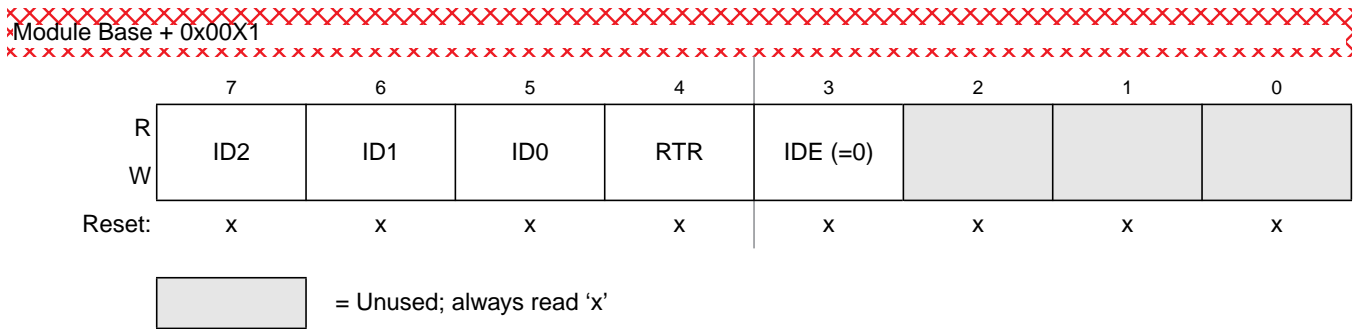 Module Base + 0x00X1
7 6 5 4 3 2 1 0
R
ID2 ID1 ID0 RTR IDE (=0)
W
Reset: x x x x x x x x
= Unused; always read ‘x’